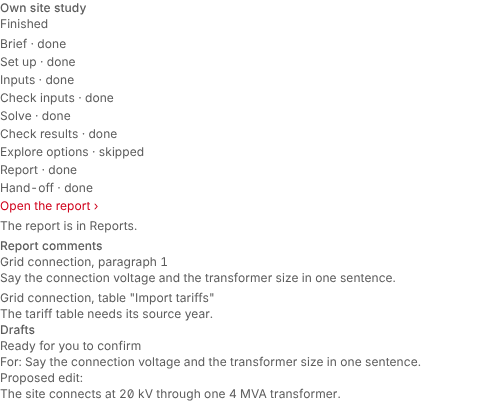 Own site study
Finished
Brief · done
Set up · done
Inputs · done
Check inputs · done
Solve · done
Check results · done
Explore options · skipped
Report · done
Hand-off · done
Open the report ›
The report is in Reports.
Report comments
Grid connection, paragraph 1
Say the connection voltage and the transformer size in one sentence.
Grid connection, table "Import tariffs"
The tariff table needs its source year.
Drafts
Ready for you to confirm
For: Say the connection voltage and the transformer size in one sentence.
Proposed edit:
The site connects at 20 kV through one 4 MVA transformer.